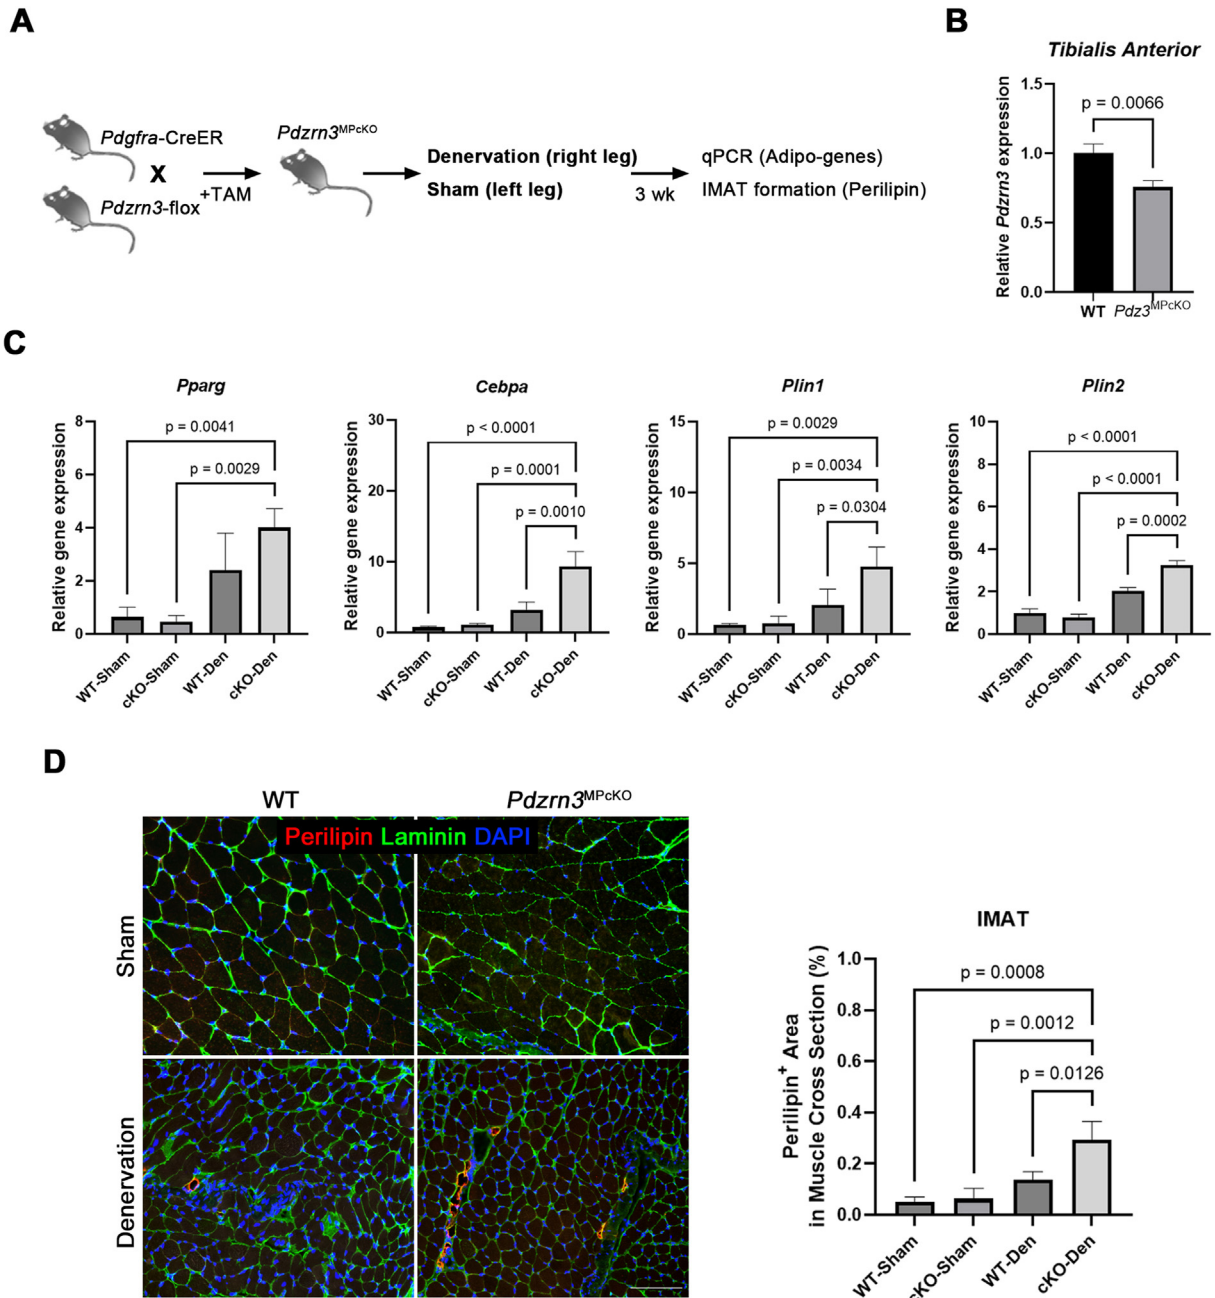 A
Pdgfra-CreER
X
Pdzrn3-flox
+TAM
Pdzrn3MPcKO
Denervation (right leg)
Sham (left leg)
3 wk
qPCR (Adipo-genes)
IMAT formation (Perilipin)
B
Tibialis Anterior
Relative Pdzrn3 expression
1.5
1.0
0.5
0.0
p = 0.0066
WT Pdz3MPcKO
C
Pparg
Relative gene expression
8
6
4
2
0
p = 0.0041
p = 0.0029
WT-Sham
cKO-Sham
WT-Den
cKO-Den
Cebpa
Relative gene expression
30
20
10
0
p < 0.0001
p = 0.0001
p = 0.0010
WT-Sham
cKO-Sham
WT-Den
cKO-Den
Plin1
Relative gene expression
15
10
5
0
p = 0.0029
p = 0.0034
p = 0.0304
WT-Sham
cKO-Sham
WT-Den
cKO-Den
Plin2
Relative gene expression
10
8
6
4
2
0
p < 0.0001
p < 0.0001
p = 0.0002
WT-Sham
cKO-Sham
WT-Den
cKO-Den
D
WT
Pdzrn3MPcKO
Perilipin Laminin DAPI
Sham
Denervation
IMAT
Perilipin+ Area
in Muscle Cross Section (%)
1.0
0.8
0.6
0.4
0.2
0.0
p = 0.0008
p = 0.0012
p = 0.0126
WT-Sham
cKO-Sham
WT-Den
cKO-Den